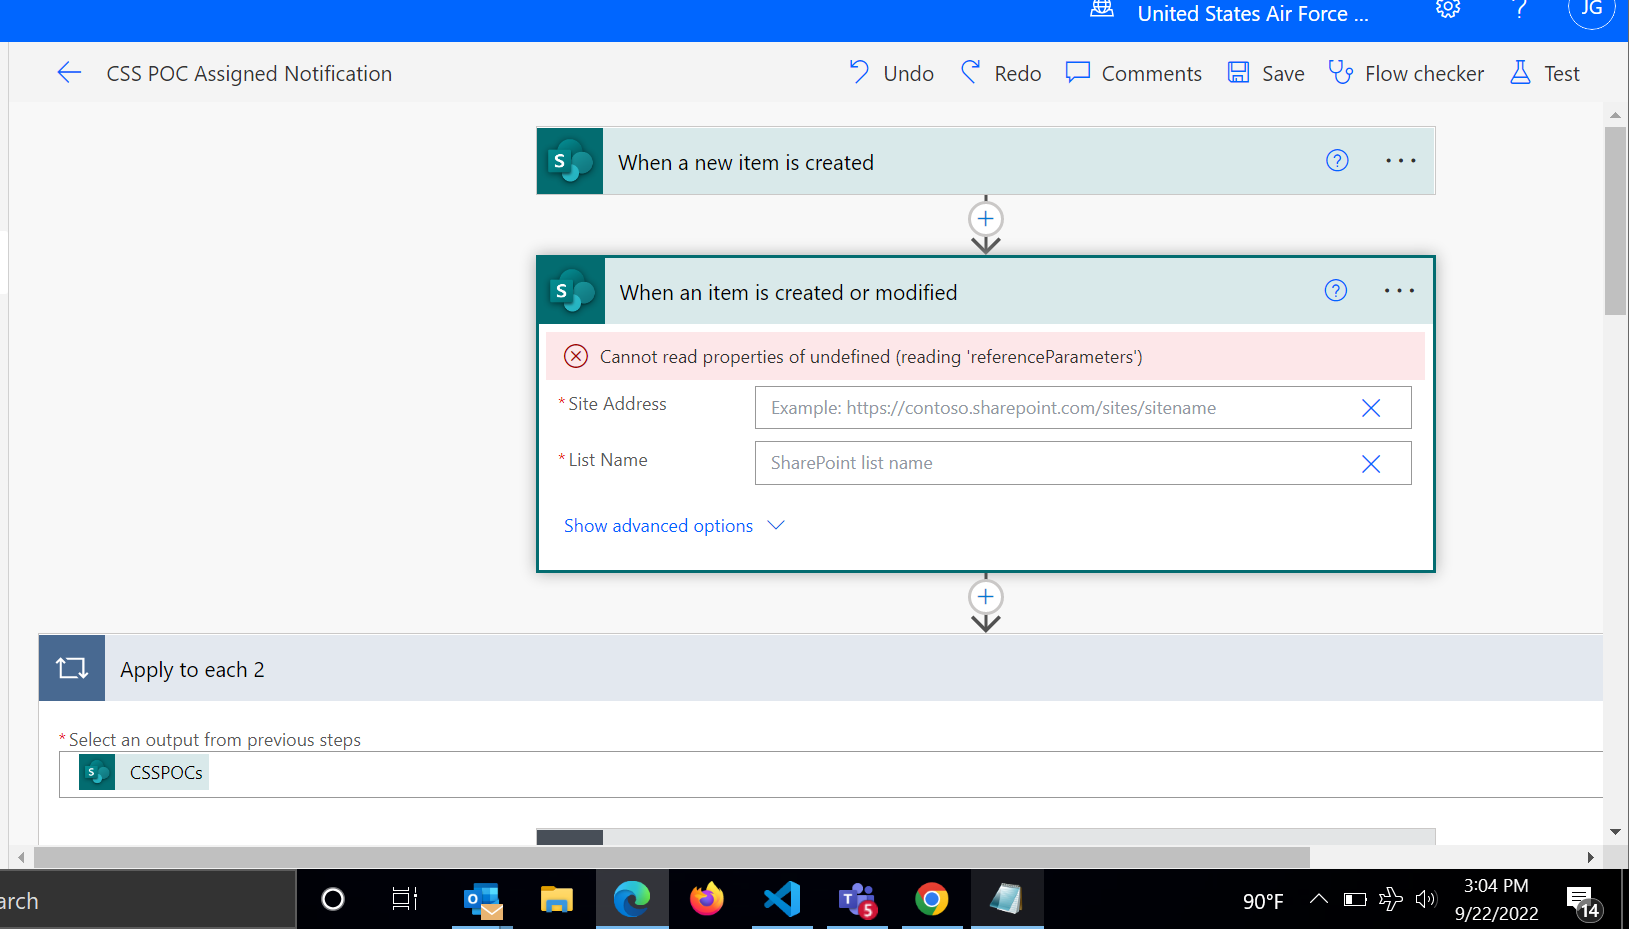 United States Air Force ...
?
JG
CSS POC Assigned Notification
Undo
Redo
Comments
Save
Flow checker
Test
S
When a new item is created
?
...
S
When an item is created or modified
?
...
Cannot read properties of undefined (reading 'referenceParameters')
*Site Address
Example: https://contoso.sharepoint.com/sites/sitename
*List Name
SharePoint list name
Show advanced options
Apply to each 2
*Select an output from previous steps
S
CSSPOCs
arch
O
T
5
90°F
3:04 PM
9/22/2022
14